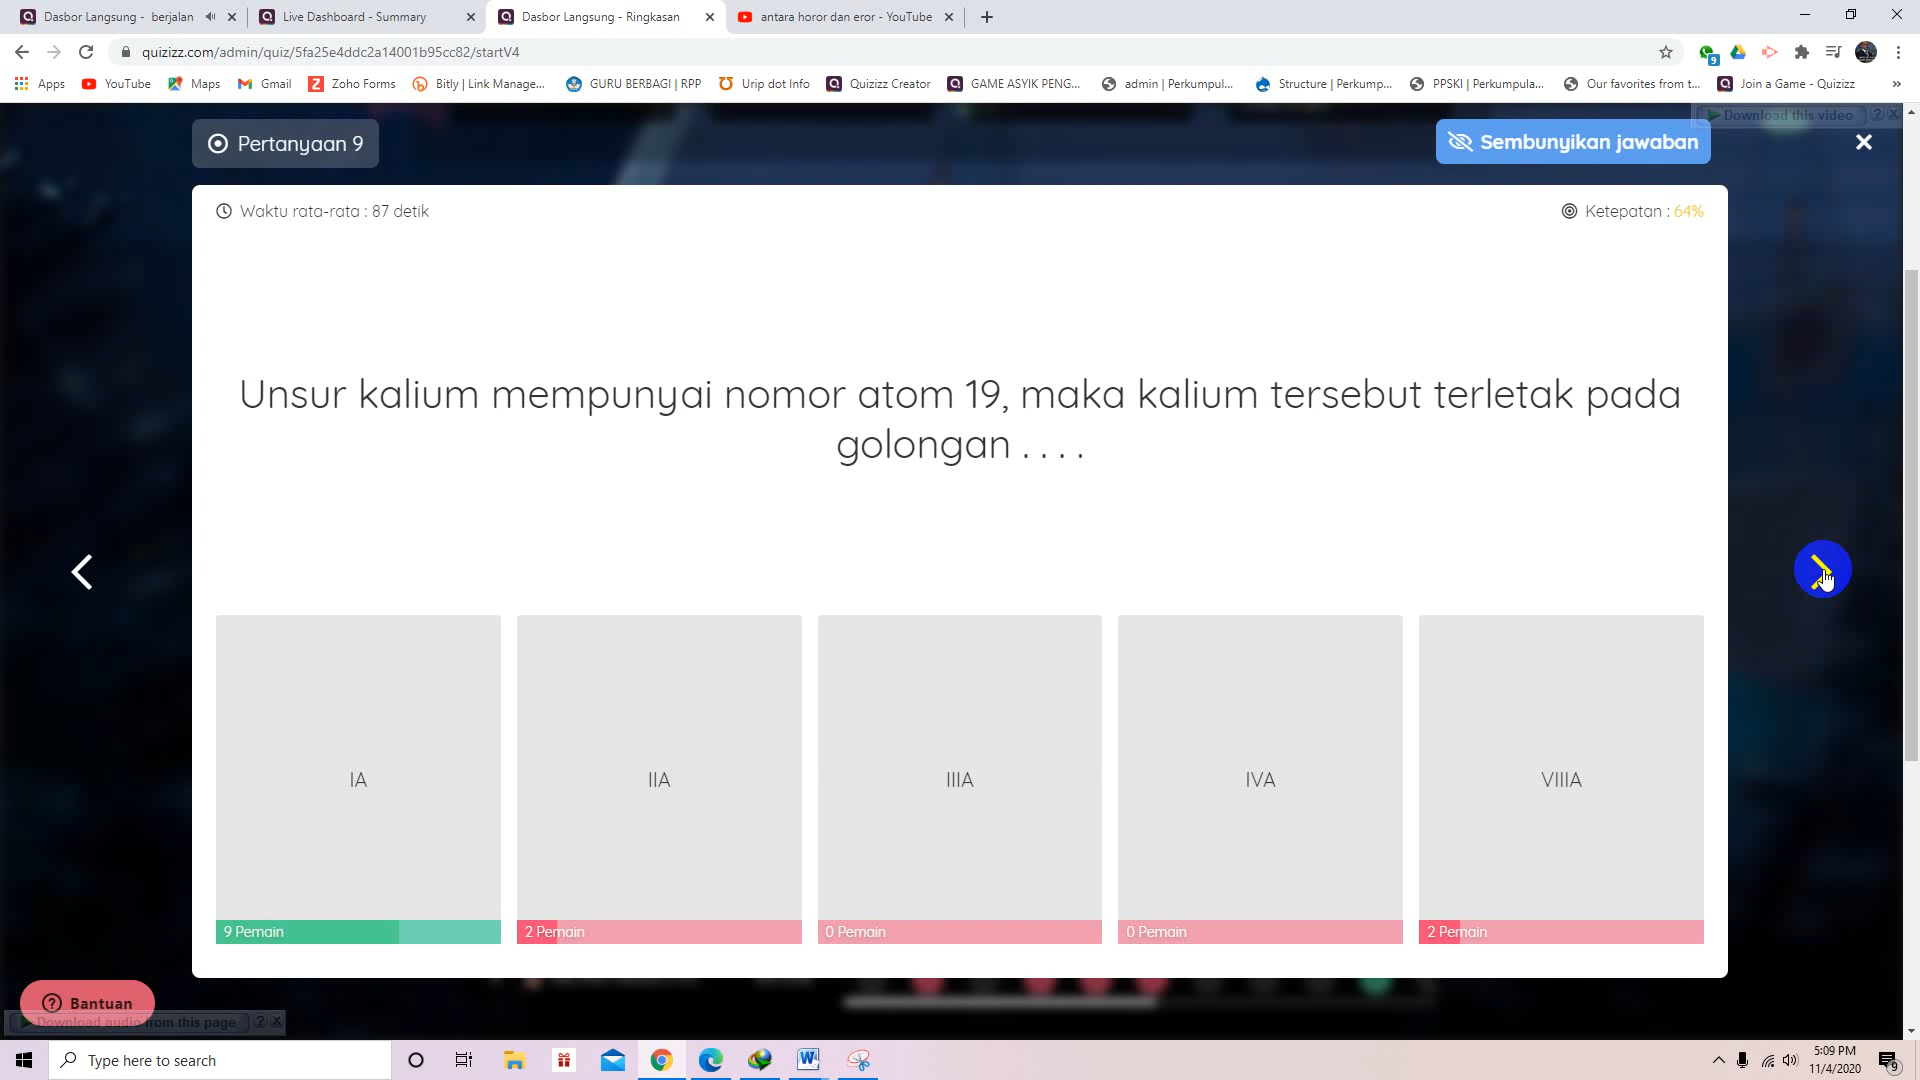 Dasbor Langsung - berjalan
Live Dashboard - Summary
Dasbor Langsung - Ringkasan
antara horor dan eror - YouTube
quizizz.com/admin/quiz/5fa25e4ddc2a14001b95cc82/startV4
9
Apps
YouTube
Maps
Gmail
Zoho Forms
Bitly | Link Manage...
GURU BERBAGI | RPP
Urip dot Info
Quizizz Creator
GAME ASYIK PENG...
admin | Perkumpul...
Structure | Perkump...
PPSKI | Perkumpula...
Our favorites from t...
Join a Game - Quizizz
»
Download this video
?
X
Pertanyaan 9
Sembunyikan jawaban
Waktu rata-rata : 87 detik
Ketepatan : 64%
Unsur kalium mempunyai nomor atom 19, maka kalium tersebut terletak pada
golongan . . . .
IA
IIA
IIIA
IVA
VIIIA
9 Pemain
2 Pemain
0 Pemain
0 Pemain
2 Pemain
Bantuan
Download audio from this page
?
X
Type here to search
5:09 PM
11/4/2020
9